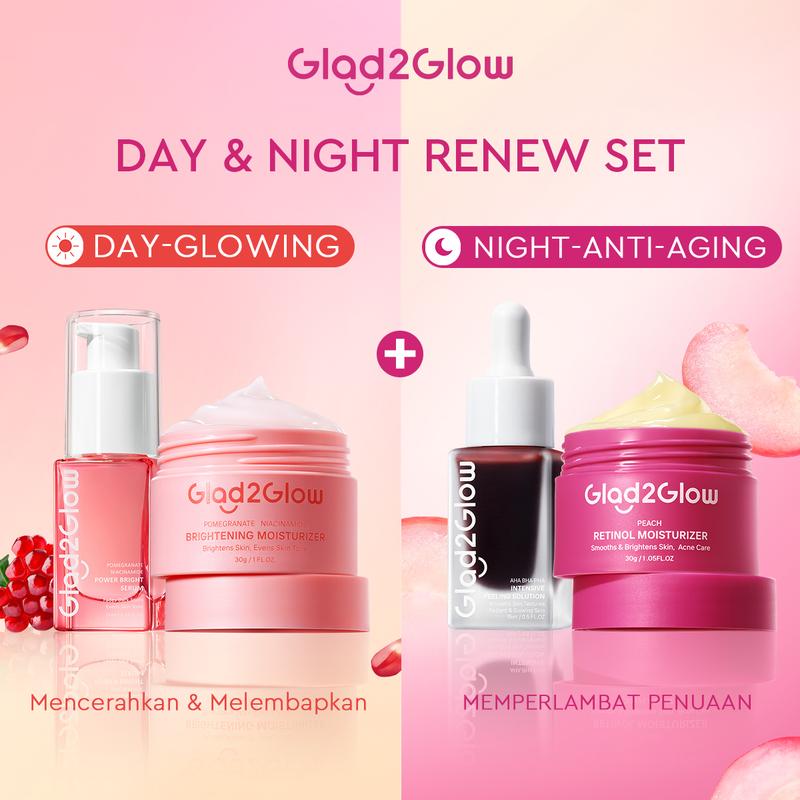 Glad2Glow
DAY & NIGHT RENEW SET
DAY-GLOWING
NIGHT-ANTI-AGING
Glad2Glow
POMEGRANATE
NIACINAMIDE
POWER BRIGHT
SERUM
Glad2Glow
POMEGRANATE NIACINAMIDE
BRIGHTENING MOISTURIZER
Brightens Skin, Evens Skin Tone
30g / 1 FL.OZ.
Glad2Glow
AHA BHA PHA
INTENSIVE
PEELING SOLUTION
Glad2Glow
PEACH
RETINOL MOISTURIZER
Smooths & Brightens Skin, Acne Care
30g / 1.05FL.OZ
Mencerahkan & Melembapkan
MEMPERLAMBAT PENUAAN